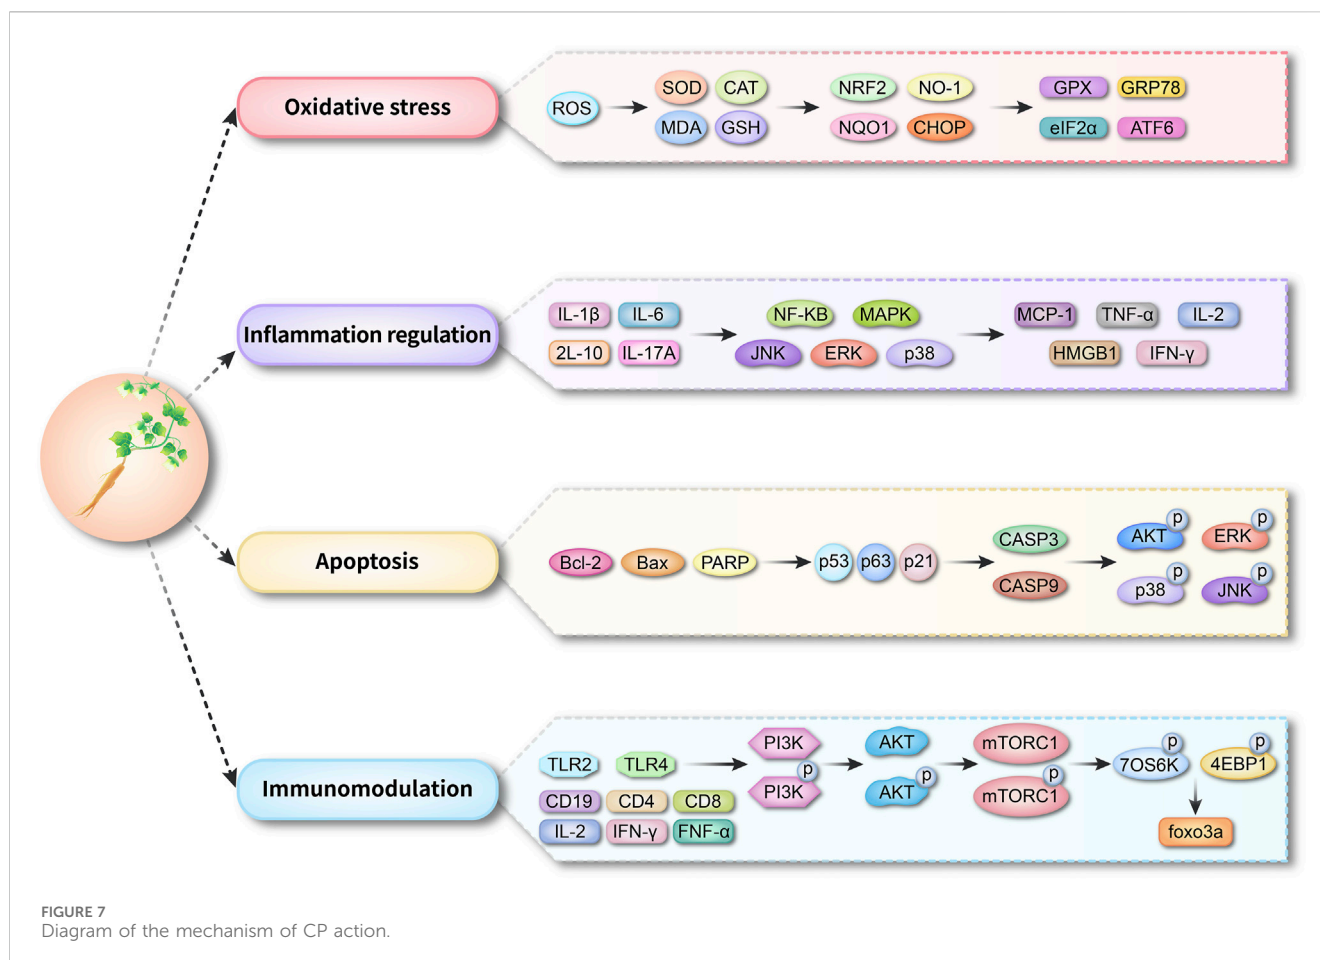 Oxidative stress
ROS
SOD CAT
MDA GSH
NRF2 NO-1
NQO1 CHOP
GPX GRP78
eIF2α ATF6
Inflammation regulation
IL-1β IL-6
2L-10 IL-17A
NF-KB MAPK
JNK ERK p38
MCP-1 TNF-α IL-2
HMGB1 IFN-γ
Apoptosis
Bcl-2 Bax PARP
p53 p63 p21
CASP3
CASP9
AKT p ERK p
p38 p JNK p
Immunomodulation
TLR2 TLR4
CD19 CD4 CD8
IL-2 IFN-γ FNF-α
PI3K
p
PI3K
AKT
p
AKT
mTORC1
p
mTORC1
p p
7OS6K 4EBP1
foxo3a
FIGURE 7
Diagram of the mechanism of CP action.